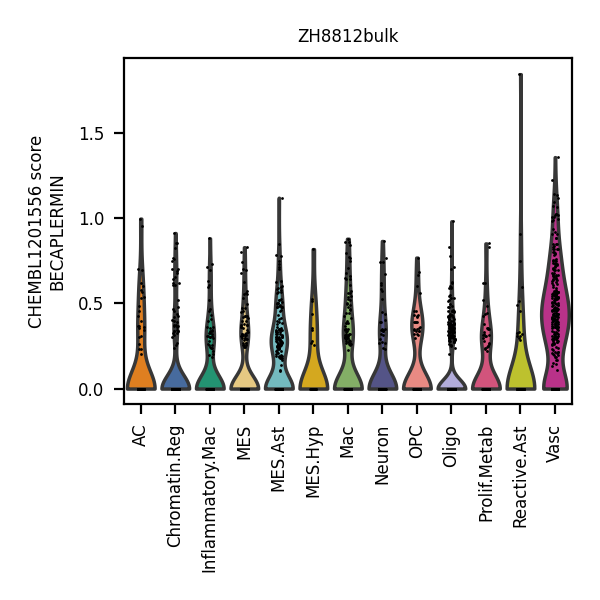 ZH8812bulk
CHEMBL1201556 score
BECAPLERMIN
1.5
1.0
0.5
0.0
AC
Chromatin.Reg
Inflammatory.Mac
MES
MES.Ast
MES.Hyp
Mac
Neuron
OPC
Oligo
Prolif.Metab
Reactive.Ast
Vasc